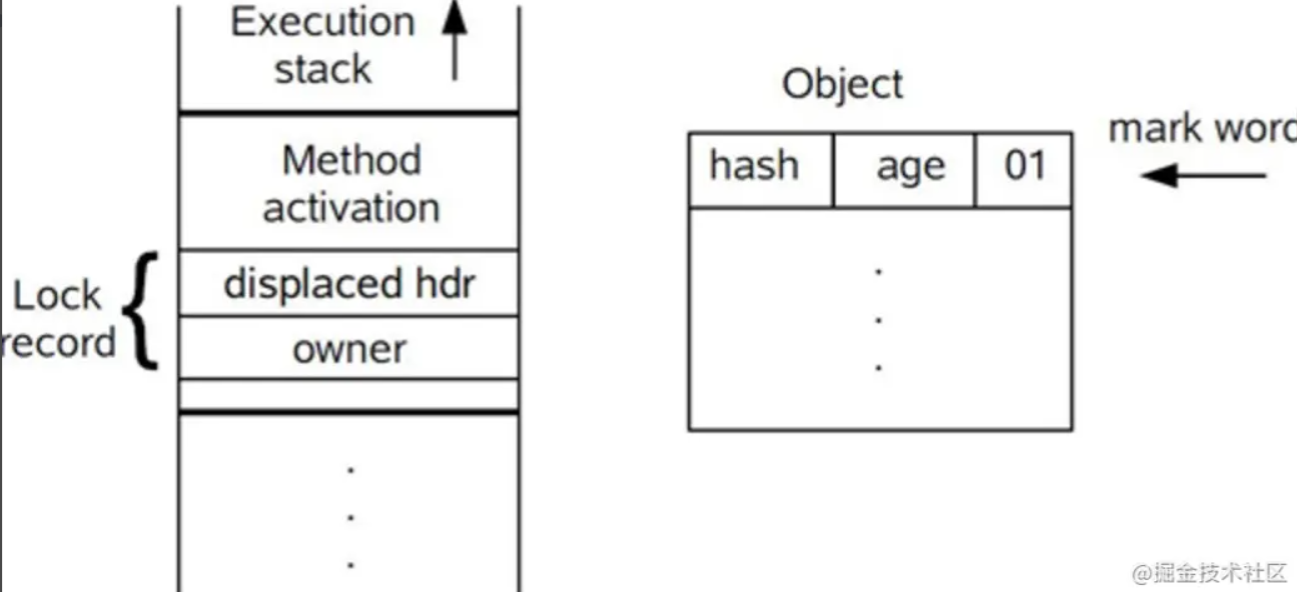 Execution
stack
Method
activation
Lock
record
displaced hdr
owner
Object
hash age 01
mark word
@掘金技术社区